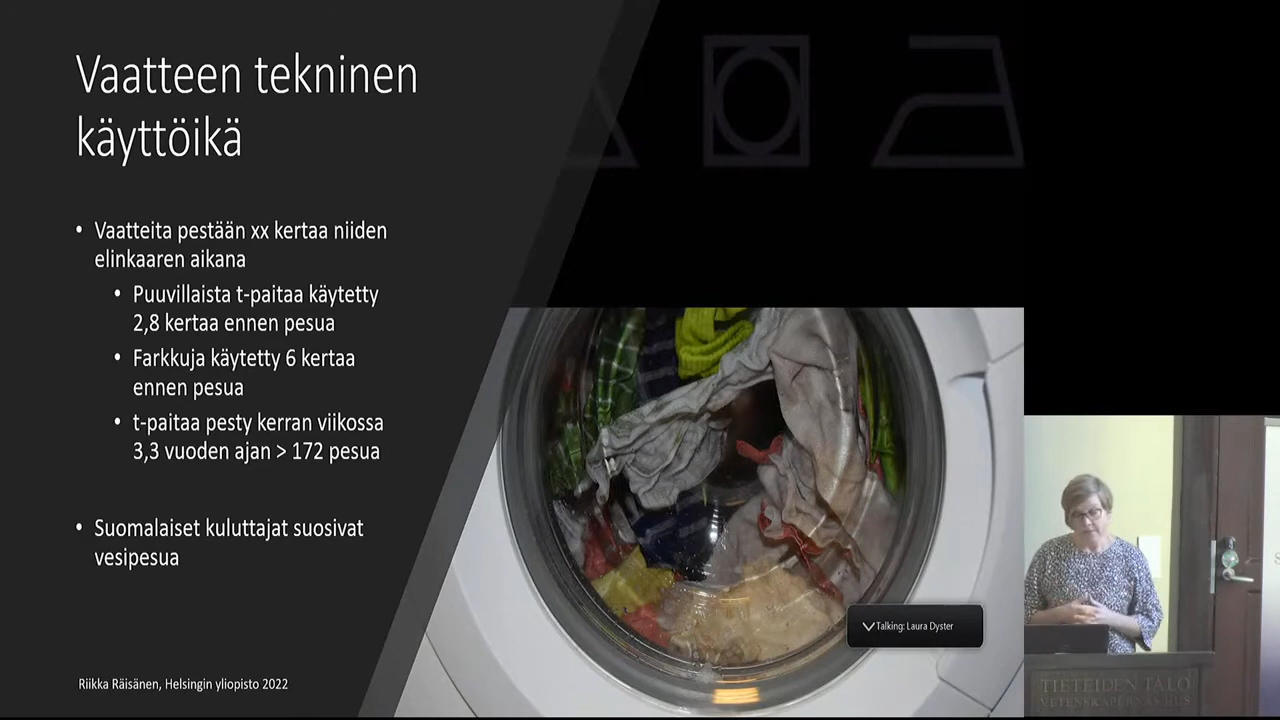 Vaatteen tekninen
käyttöikä
• Vaatteita pestään xx kertaa niiden
elinkaaren aikana
• Puuvillaista t-paitaa käytetty
2,8 kertaa ennen pesua
• Farkkuja käytetty 6 kertaa
ennen pesua
• t-paitaa pesty kerran viikossa
3,3 vuoden ajan > 172 pesua
• Suomalaiset kuluttajat suosivat
vesipesua
Riikka Räisänen, Helsingin yliopisto 2022
Talking: Laura Dyster
TIETEIDEN TALO
VETENSKAPERNAS HUS